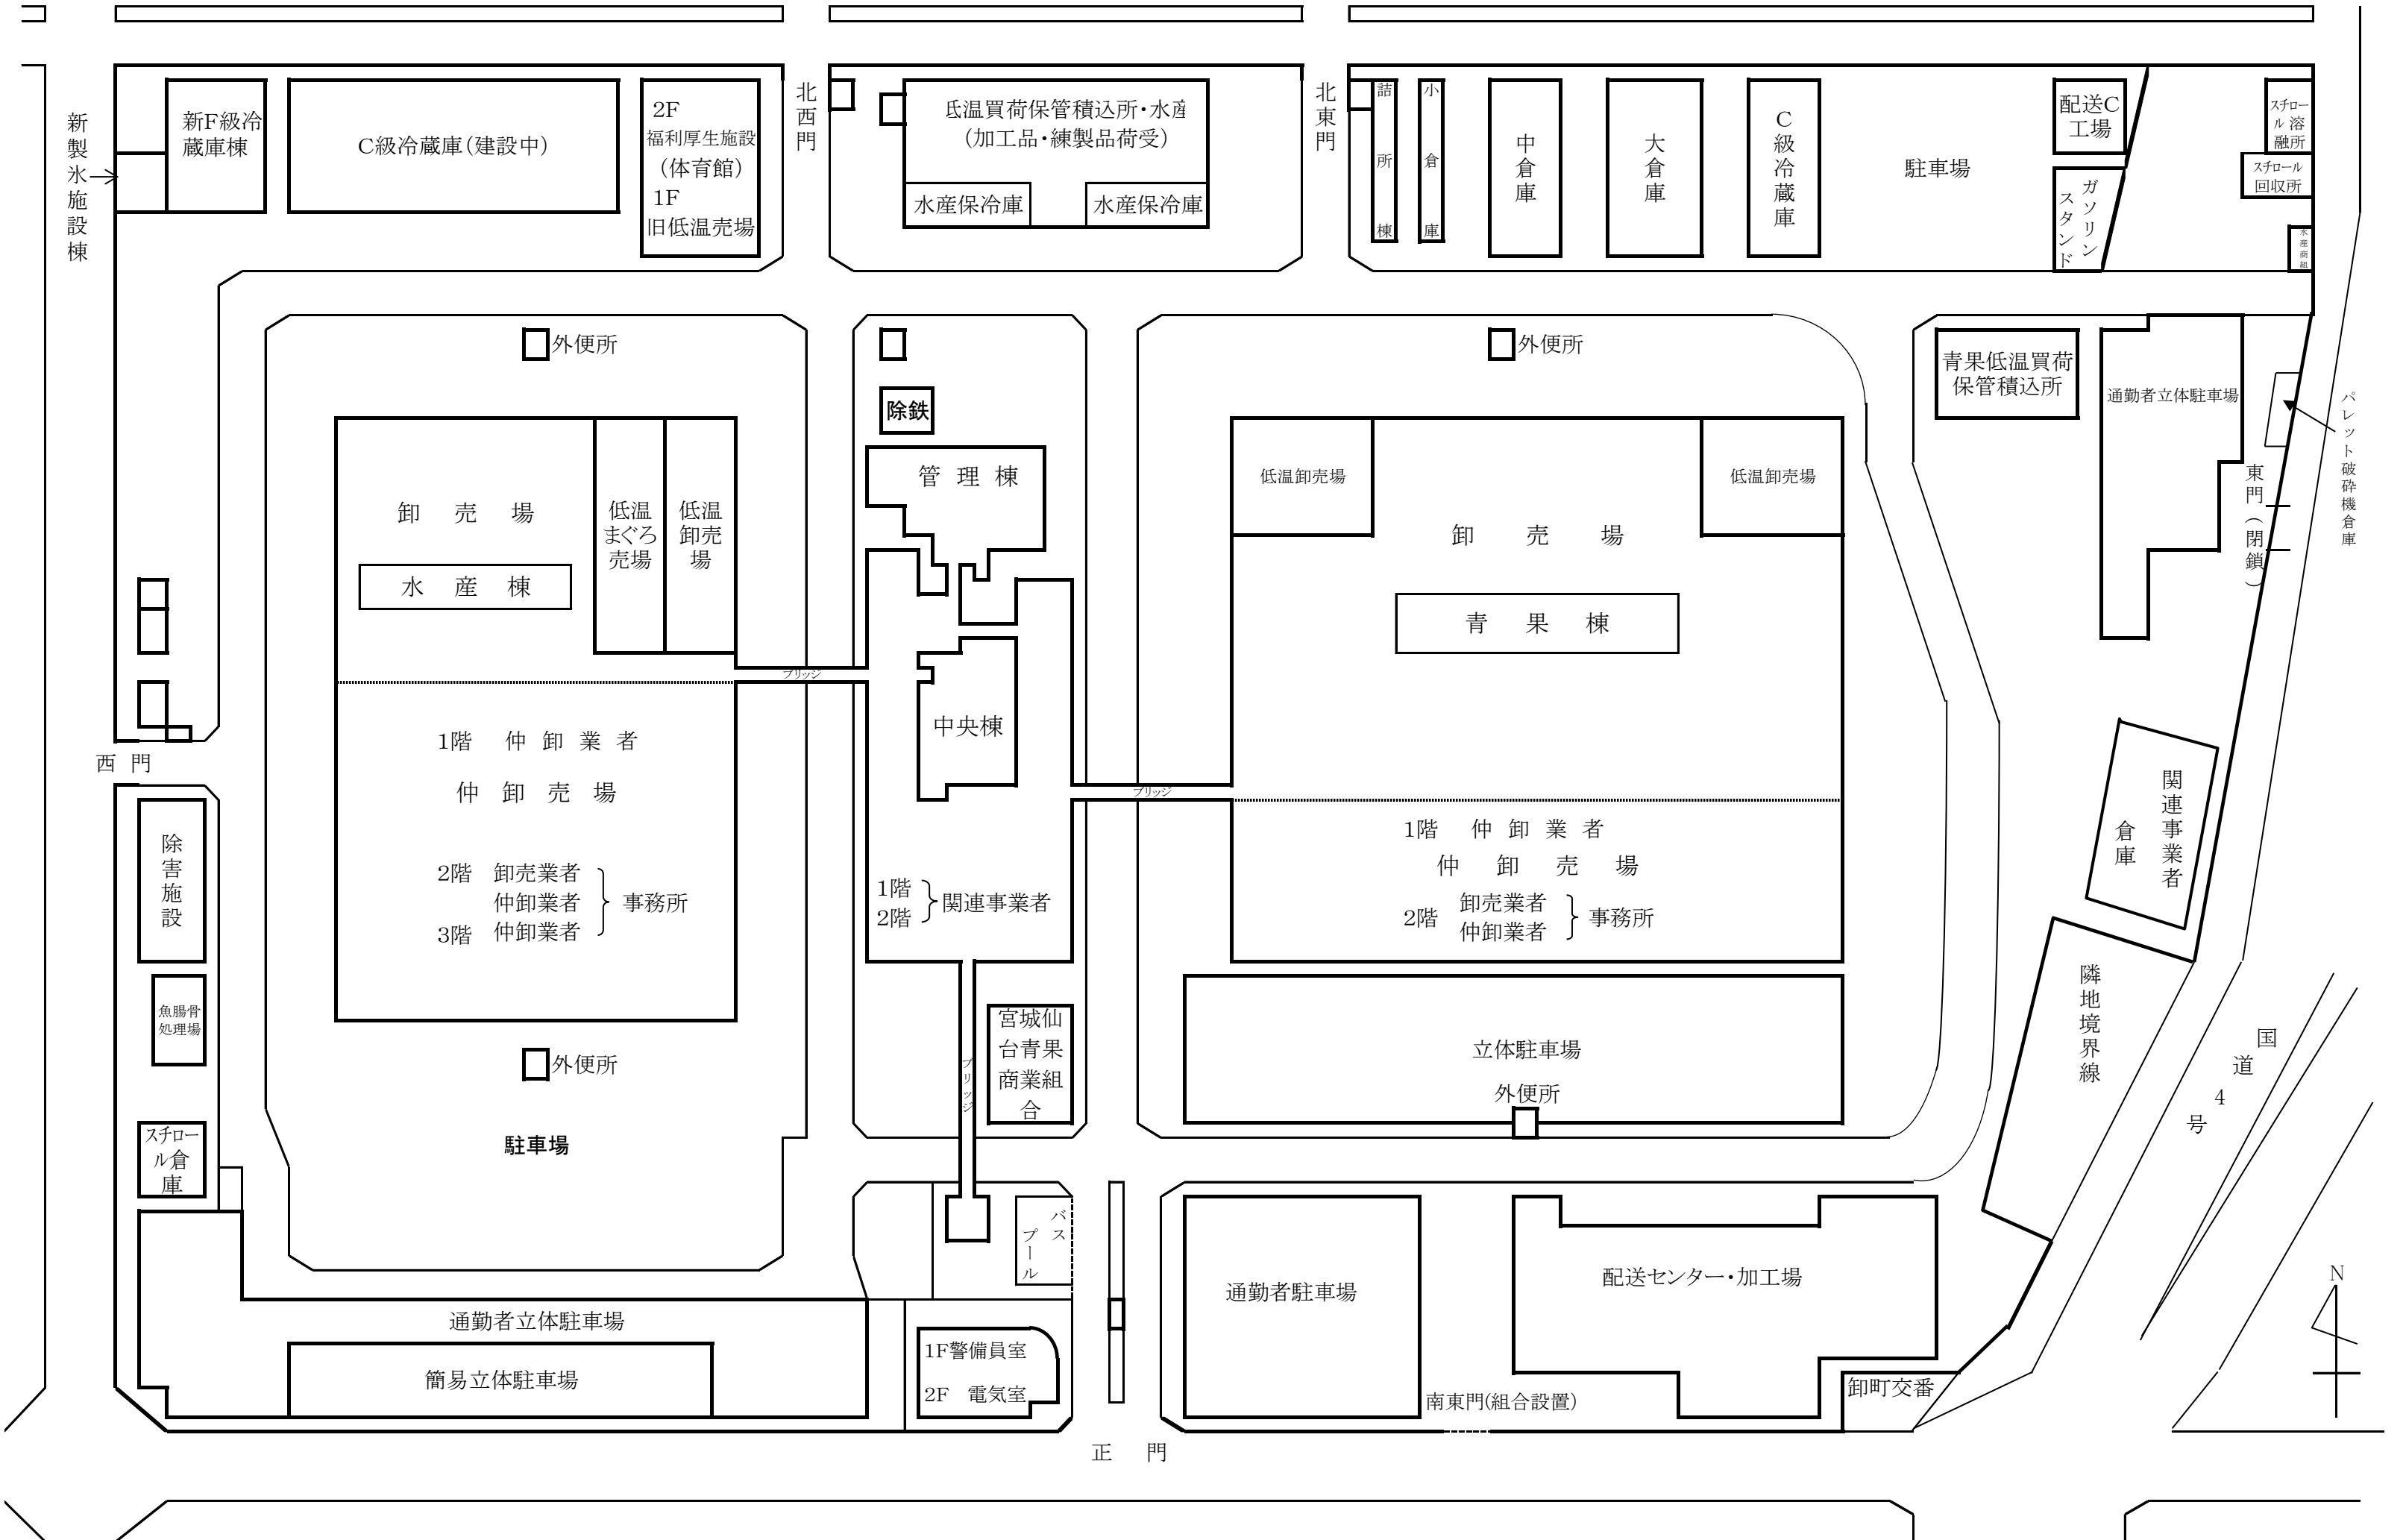 新製氷施設棟
新F級冷
蔵庫棟
C級冷蔵庫(建設中)
2F
福利厚生施設
(体育館)
1F
旧低温売場
北西門
低温買荷保管積込所・水産
(加工品・練製品荷受)
水産保冷庫
水産保冷庫
北東門
詰所棟
小倉庫
中倉庫
大倉庫
C級冷蔵庫
駐車場
配送C
工場
ガソリン
スタンド
スチロー
ル溶
融所
スチロール
回収所
水産商組
外便所
除鉄
管理棟
外便所
青果低温買荷
保管積込所
通勤者立体駐車場
パレット破砕機倉庫
東門(閉鎖)
卸売場
水産棟
低温
まぐろ
売場
低温
卸売
場
低温卸売場
低温卸売場
卸売場
青果棟
ブリッジ
中央棟
ブリッジ
西門
1階 仲卸業者
仲卸売場
2階 卸売業者
仲卸業者
3階 仲卸業者
事務所
1階
2階
関連事業者
1階 仲卸業者
仲卸売場
卸売業者
2階
仲卸業者
事務所
関連事業者
倉庫
除害施設
魚腸骨
処理場
スチロー
ル倉
庫
外便所
駐車場
ブリッジ
宮城仙
台青果
商業組
合
立体駐車場
外便所
隣地境界線
国道4号
バス
プール
通勤者立体駐車場
簡易立体駐車場
1F警備員室
2F 電気室
通勤者駐車場
配送センター・加工場
南東門(組合設置)
卸町交番
正門
N